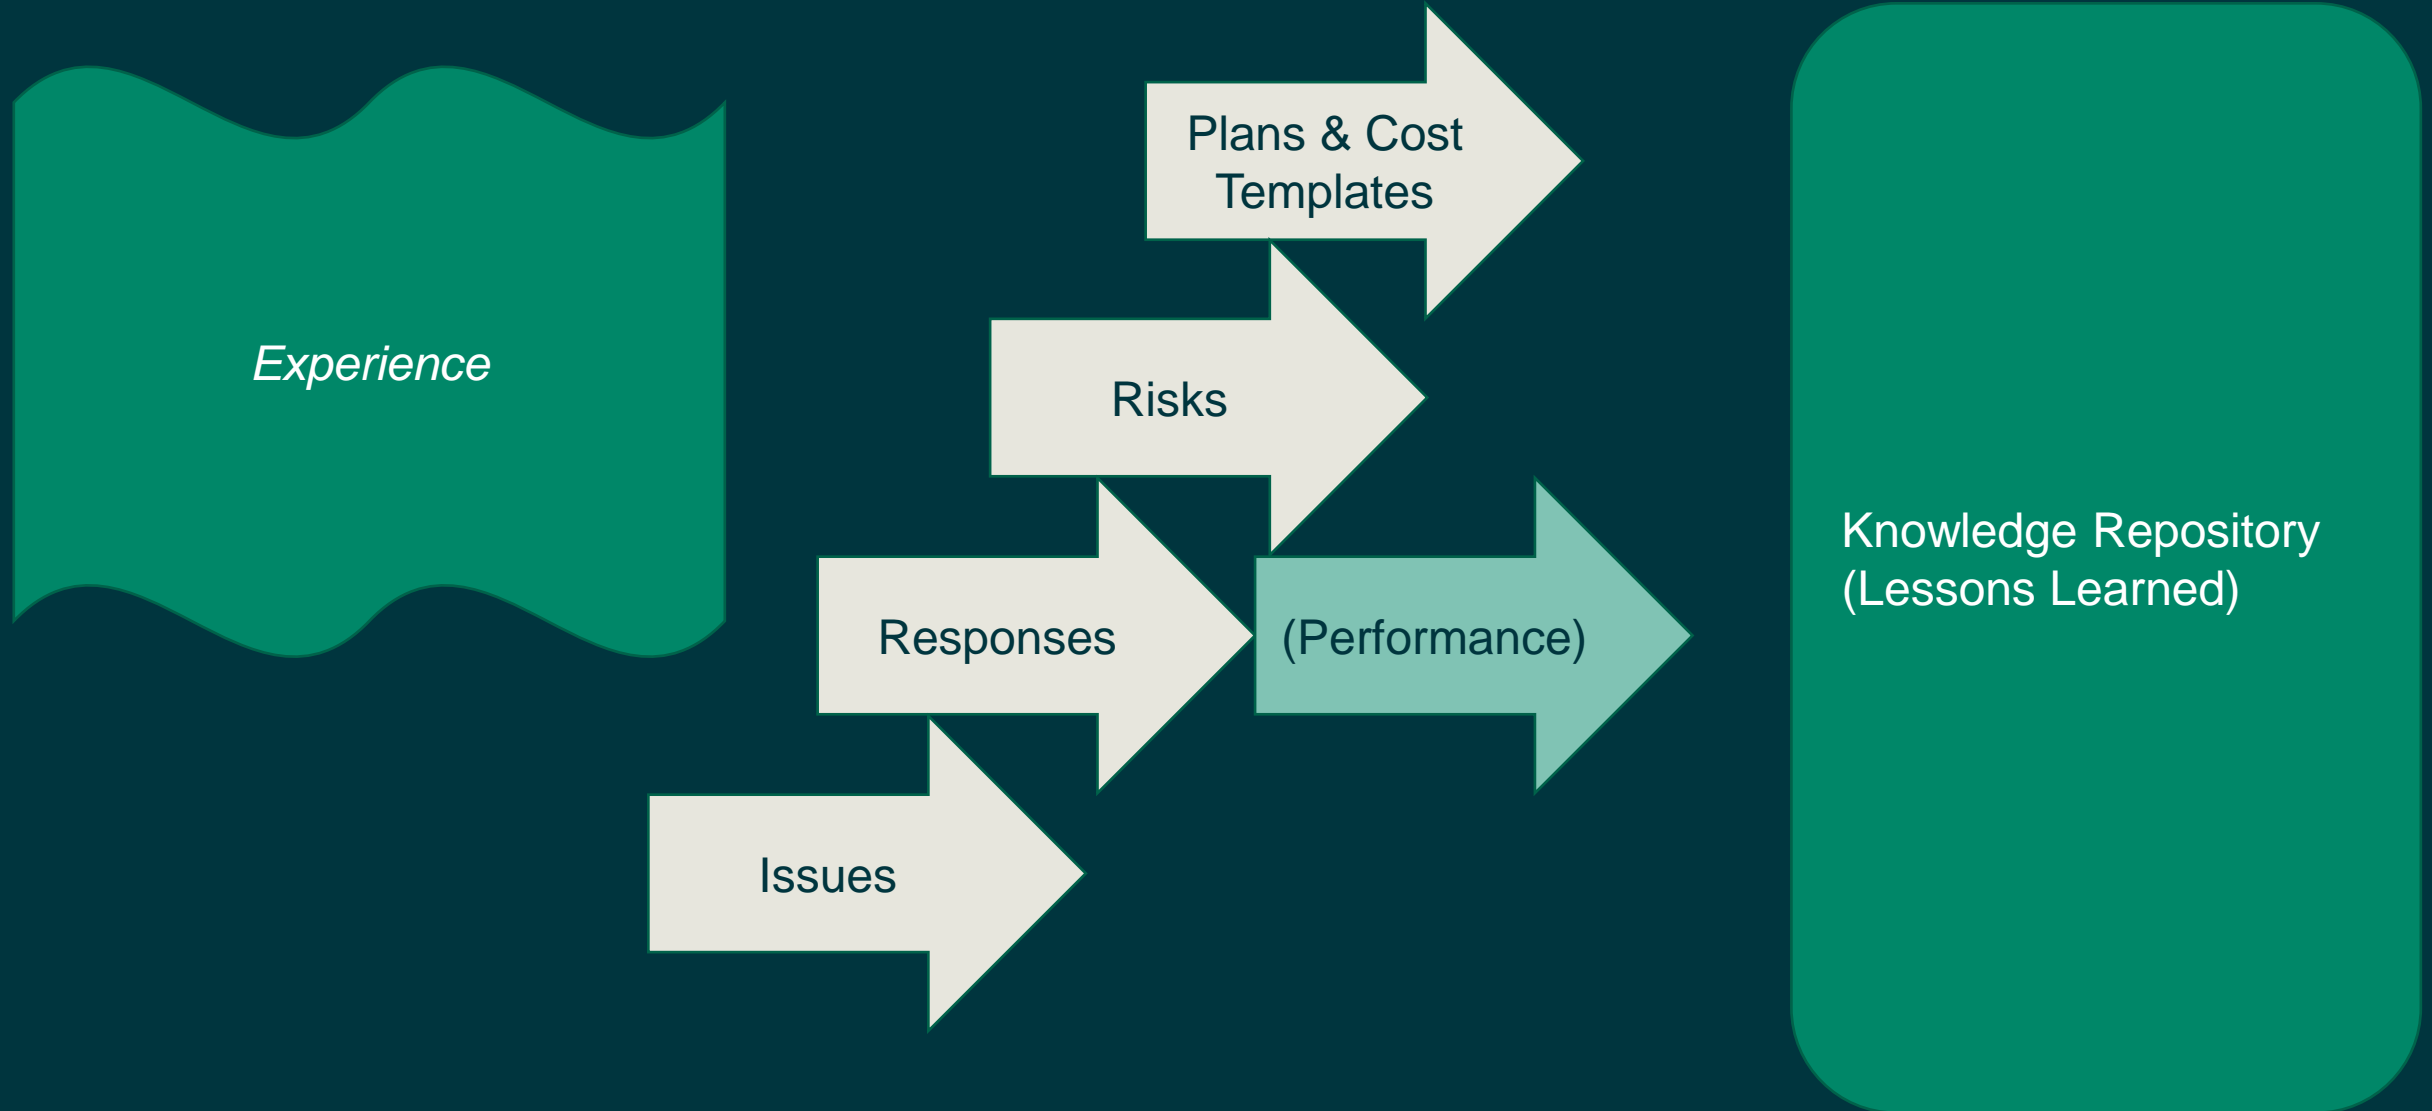 Experience
Plans & Cost
Templates
Risks
Responses
(Performance)
Issues
Knowledge Repository
(Lessons Learned)